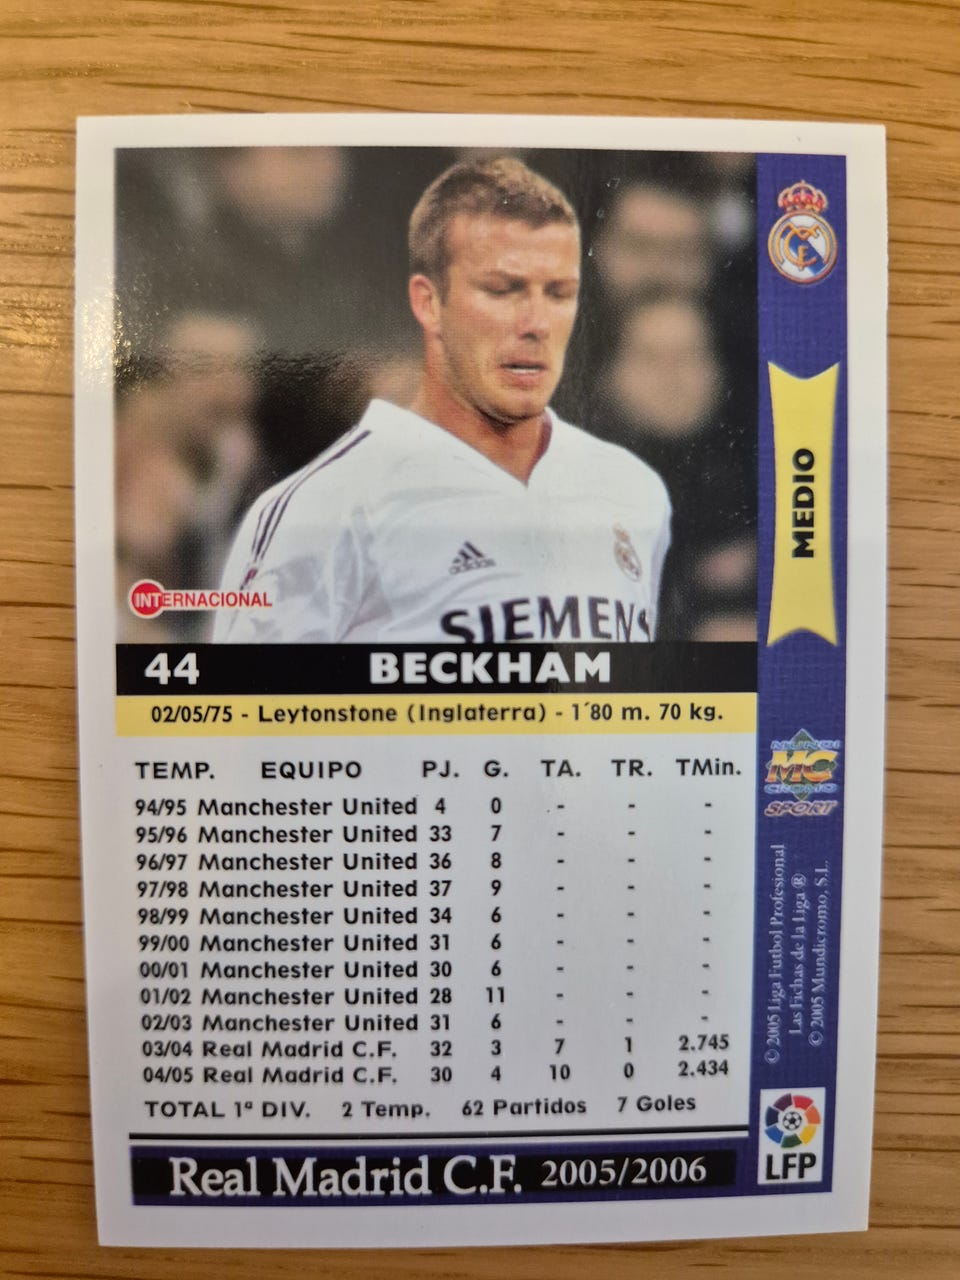 MEDIO
adidas
SIEMENS
INTERNACIONAL
44 BECKHAM
02/05/75 - Leytonstone (Inglaterra) - 1´80 m. 70 kg.
TEMP. EQUIPO PJ. G. TA. TR. TMin.
94/95 Manchester United 4 0 - - -
95/96 Manchester United 33 7 - - -
96/97 Manchester United 36 8 - - -
97/98 Manchester United 37 9 - - -
98/99 Manchester United 34 6 - - -
99/00 Manchester United 31 6 - - -
00/01 Manchester United 30 6 - - -
01/02 Manchester United 28 11 - - -
02/03 Manchester United 31 6 - - -
03/04 Real Madrid C.F. 32 3 7 1 2.745
04/05 Real Madrid C.F. 30 4 10 0 2.434
TOTAL 1ª DIV. 2 Temp. 62 Partidos 7 Goles
Real Madrid C.F. 2005/2006
MUNDI
MC
CROMO
SPORT
© 2005 Liga Futbol Profesional
Las Fichas de la Liga ®
© 2005 Mundicromo, S.L.
LFP